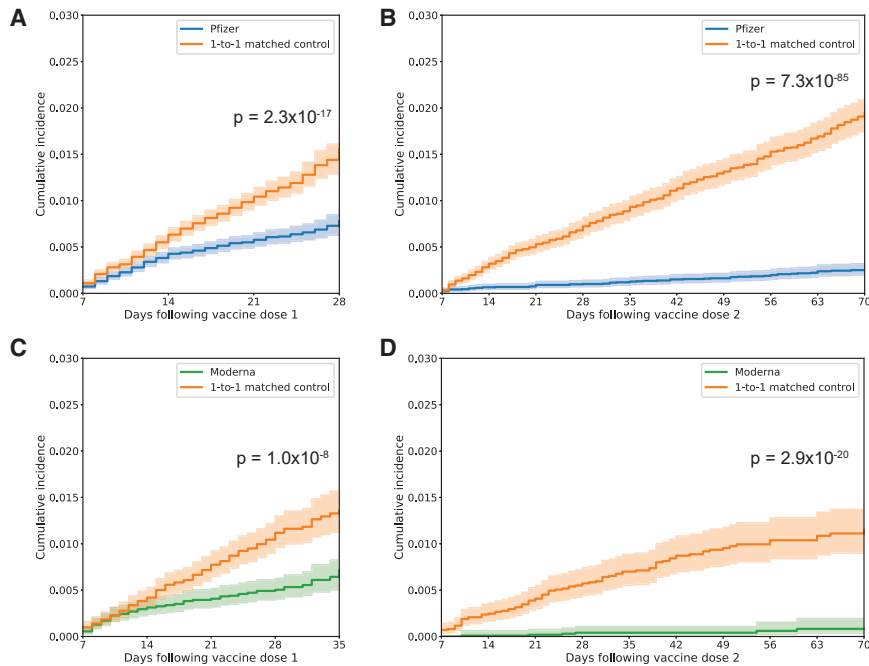 A
0.030
0.025
0.020
0.015
0.010
0.005
0.000
Cumulative incidence
Pfizer
1-to-1 matched control
p = 2.3x10⁻¹⁷
7
14
21
28
Days following vaccine dose 1
B
0.030
0.025
0.020
0.015
0.010
0.005
0.000
Cumulative incidence
Pfizer
1-to-1 matched control
p = 7.3x10⁻⁸⁵
7
14
21
28
35
42
49
56
63
70
Days following vaccine dose 2
C
0.030
0.025
0.020
0.015
0.010
0.005
0.000
Cumulative incidence
Moderna
1-to-1 matched control
p = 1.0x10⁻⁸
7
14
21
28
35
Days following vaccine dose 1
D
0.030
0.025
0.020
0.015
0.010
0.005
0.000
Cumulative incidence
Moderna
1-to-1 matched control
p = 2.9x10⁻²⁰
7
14
21
28
35
42
49
56
63
70
Days following vaccine dose 2